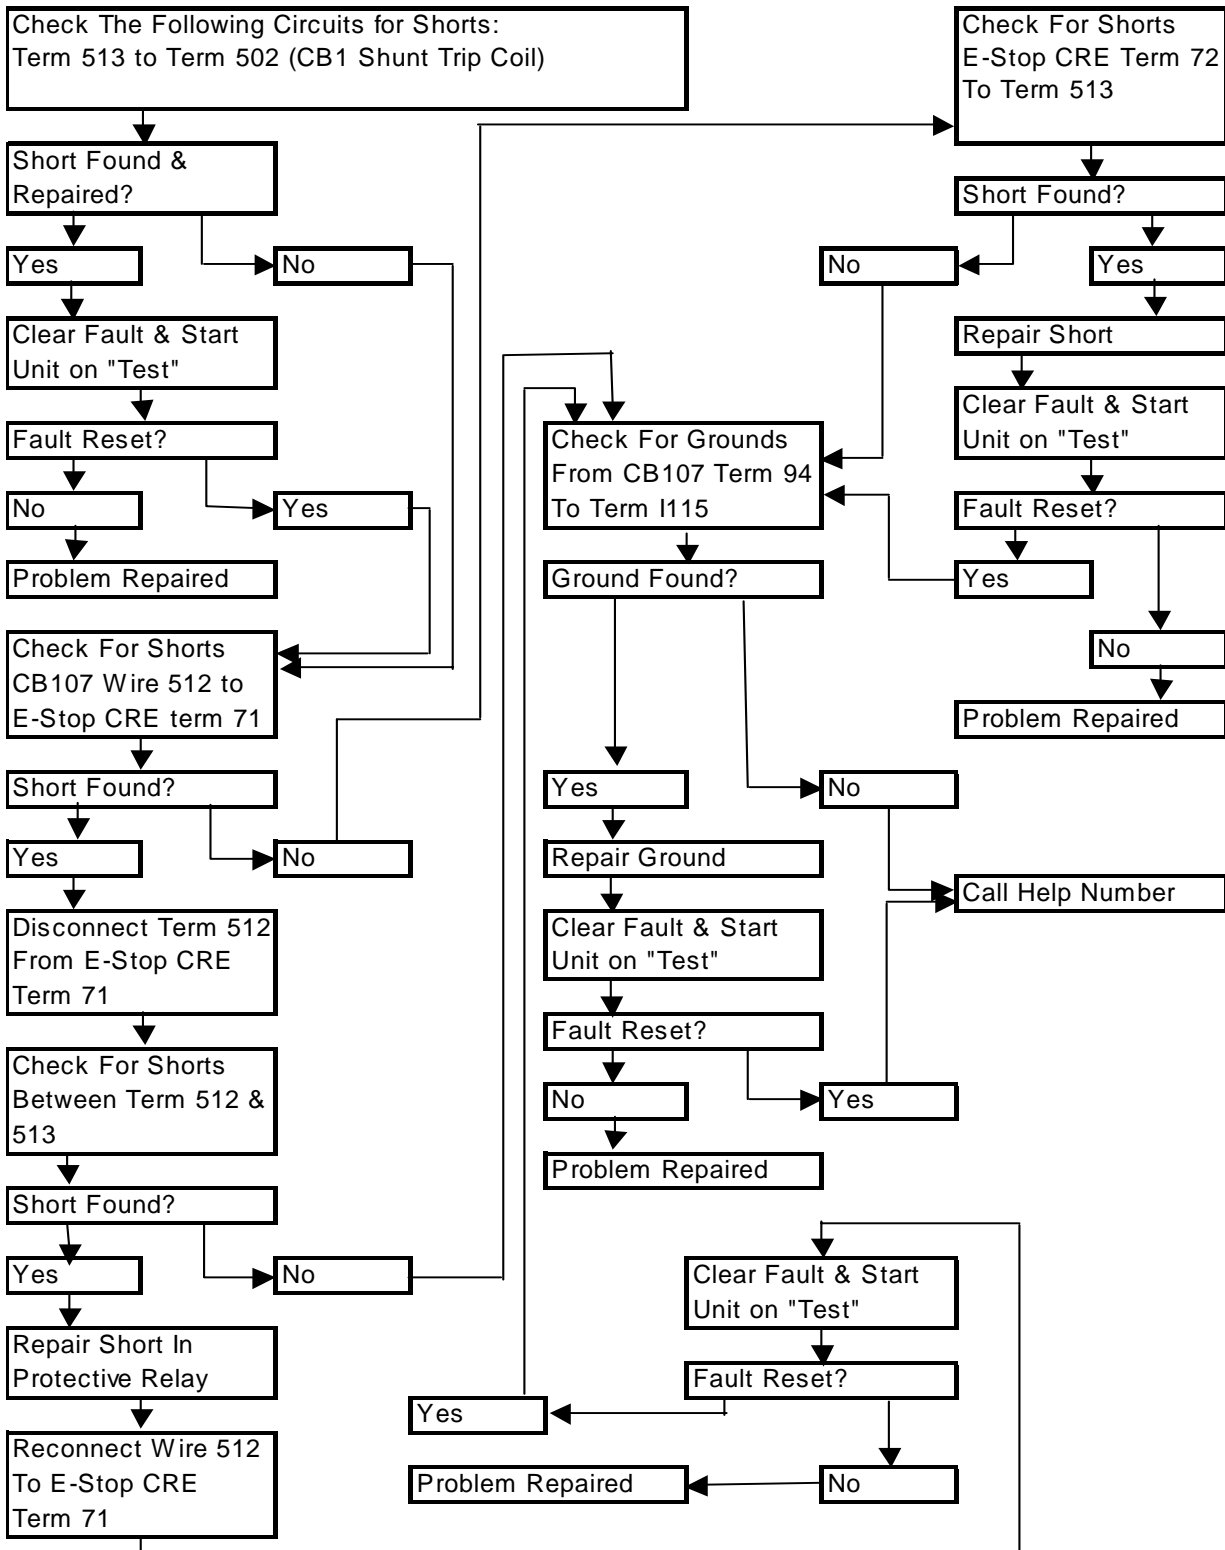 Check The Following Circuits for Shorts:
Term 513 to Term 502 (CB1 Shunt Trip Coil)
Short Found &
Repaired?
Yes
No
Clear Fault & Start
Unit on "Test"
Fault Reset?
No
Yes
Problem Repaired
Check For Shorts
CB107 Wire 512 to
E-Stop CRE term 71
Short Found?
Yes
No
Disconnect Term 512
From E-Stop CRE
Term 71
Check For Shorts
Between Term 512 &
513
Short Found?
Yes
No
Repair Short In
Protective Relay
Reconnect Wire 512
To E-Stop CRE
Term 71
Check For Grounds
From CB107 Term 94
To Term I115
Ground Found?
Yes
No
Repair Ground
Clear Fault & Start
Unit on "Test"
Fault Reset?
No
Yes
Problem Repaired
Call Help Number
Clear Fault & Start
Unit on "Test"
Fault Reset?
Yes
No
Problem Repaired
Check For Shorts
E-Stop CRE Term 72
To Term 513
Short Found?
No
Yes
Repair Short
Clear Fault & Start
Unit on "Test"
Fault Reset?
Yes
No
Problem Repaired